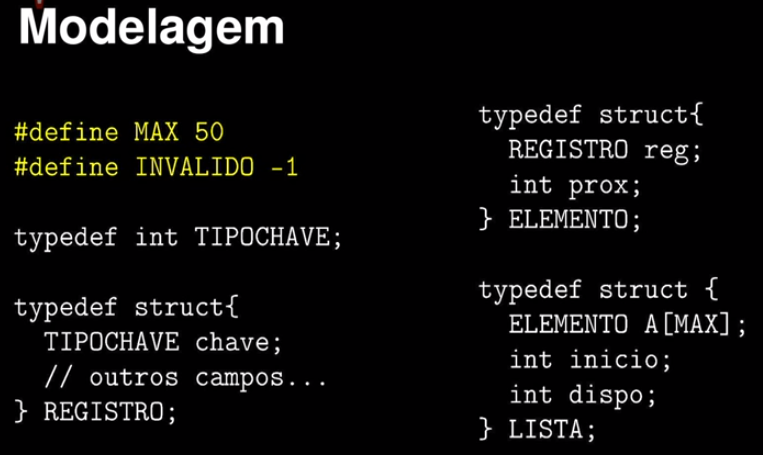 Modelagem
#define MAX 50
#define INVALIDO -1
typedef int TIPOCHAVE;
typedef struct{
TIPOCHAVE chave;
// outros campos...
} REGISTRO;
typedef struct{
REGISTRO reg;
int prox;
} ELEMENTO;
typedef struct {
ELEMENTO A[MAX];
int inicio;
int dispo;
} LISTA;